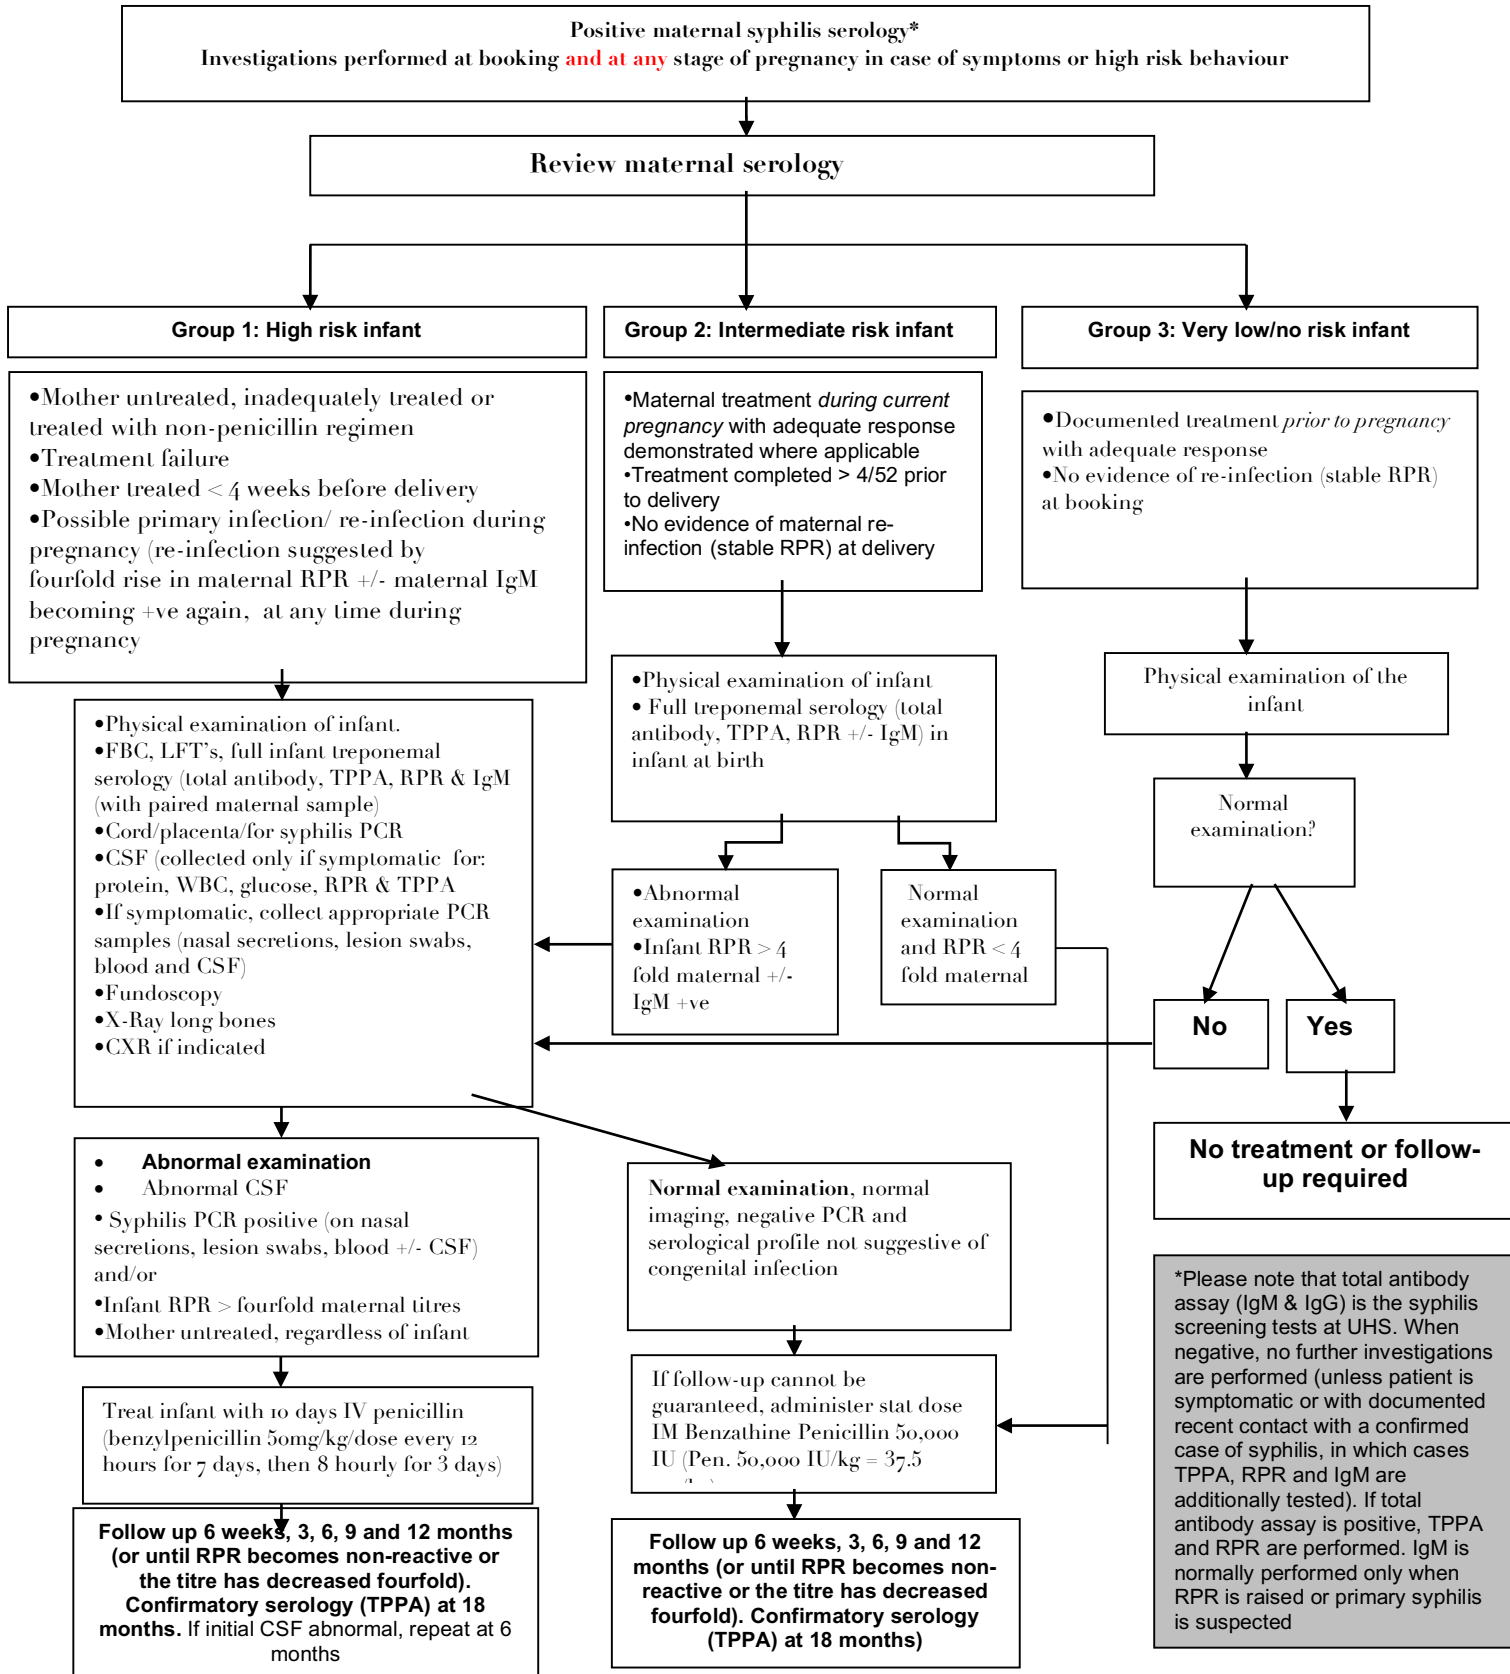 Positive maternal syphilis serology*
Investigations performed at booking and at any stage of pregnancy in case of symptoms or high risk behaviour
Review maternal serology
Group 1: High risk infant
Group 2: Intermediate risk infant
Group 3: Very low/no risk infant
•Mother untreated, inadequately treated or
treated with non-penicillin regimen
•Treatment failure
•Mother treated < 4 weeks before delivery
•Possible primary infection/ re-infection during
pregnancy (re-infection suggested by
fourfold rise in maternal RPR +/- maternal IgM
becoming +ve again, at any time during
pregnancy
•Maternal treatment during current
pregnancy with adequate response
demonstrated where applicable
•Treatment completed > 4/52 prior
to delivery
•No evidence of maternal re-
infection (stable RPR) at delivery
•Documented treatment prior to pregnancy
with adequate response
•No evidence of re-infection (stable RPR)
at booking
•Physical examination of infant.
•FBC, LFT's, full infant treponemal
serology (total antibody, TPPA, RPR & IgM
(with paired maternal sample)
•Cord/placenta/for syphilis PCR
•CSF (collected only if symptomatic for:
protein, WBC, glucose, RPR & TPPA
•If symptomatic, collect appropriate PCR
samples (nasal secretions, lesion swabs,
blood and CSF)
•Fundoscopy
•X-Ray long bones
•CXR if indicated
•Physical examination of infant
• Full treponemal serology (total
antibody, TPPA, RPR +/- IgM) in
infant at birth
Physical examination of the
infant
Normal
examination?
•Abnormal
examination
•Infant RPR > 4
fold maternal +/-
IgM +ve
Normal
examination
and RPR < 4
fold maternal
No
Yes
• Abnormal examination
• Abnormal CSF
• Syphilis PCR positive (on nasal
secretions, lesion swabs, blood +/- CSF)
and/or
•Infant RPR > fourfold maternal titres
•Mother untreated, regardless of infant
Normal examination, normal
imaging, negative PCR and
serological profile not suggestive of
congenital infection
No treatment or follow-
up required
Treat infant with 10 days IV penicillin
(benzylpenicillin 50mg/kg/dose every 12
hours for 7 days, then 8 hourly for 3 days)
If follow-up cannot be
guaranteed, administer stat dose
IM Benzathine Penicillin 50,000
IU (Pen. 50,000 IU/kg = 37.5
Follow up 6 weeks, 3, 6, 9 and 12 months
(or until RPR becomes non-reactive or
the titre has decreased fourfold).
Confirmatory serology (TPPA) at 18
months. If initial CSF abnormal, repeat at 6
months
Follow up 6 weeks, 3, 6, 9 and 12
months (or until RPR becomes non-
reactive or the titre has decreased
fourfold). Confirmatory serology
(TPPA) at 18 months)
*Please note that total antibody
assay (IgM & IgG) is the syphilis
screening tests at UHS. When
negative, no further investigations
are performed (unless patient is
symptomatic or with documented
recent contact with a confirmed
case of syphilis, in which cases
TPPA, RPR and IgM are
additionally tested). If total
antibody assay is positive, TPPA
and RPR are performed. IgM is
normally performed only when
RPR is raised or primary syphilis
is suspected